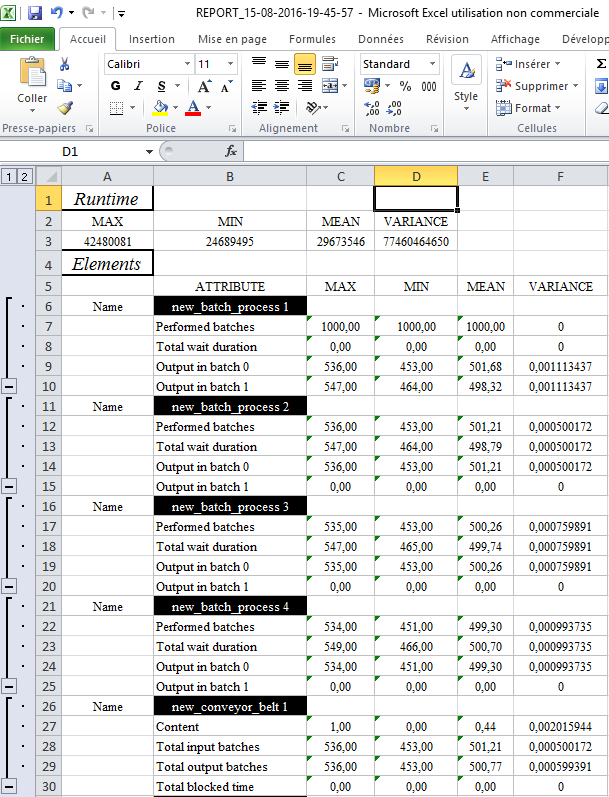 REPORT_15-08-2016-19-45-57 - Microsoft Excel utilisation non commerciale
Fichier Accueil Insertion Mise en page Formules Données Révision Affichage Dévelop
Coller Calibri 11 Standard Style Insérer Σ
G I S A A % 000 Supprimer
A ,00 ,00 Format
Presse-papiers Police Alignement Nombre Cellules
D1 fx
1 2 A B C D E F
1 Runtime
2 MAX MIN MEAN VARIANCE
3 42480081 24689495 29673546 77460464650
4 Elements
5 ATTRIBUTE MAX MIN MEAN VARIANCE
6 Name new_batch_process 1
7 Performed batches 1000,00 1000,00 1000,00 0
8 Total wait duration 0,00 0,00 0,00 0
9 Output in batch 0 536,00 453,00 501,68 0,001113437
10 Output in batch 1 547,00 464,00 498,32 0,001113437
11 Name new_batch_process 2
12 Performed batches 536,00 453,00 501,21 0,000500172
13 Total wait duration 547,00 464,00 498,79 0,000500172
14 Output in batch 0 536,00 453,00 501,21 0,000500172
15 Output in batch 1 0,00 0,00 0,00 0
16 Name new_batch_process 3
17 Performed batches 535,00 453,00 500,26 0,000759891
18 Total wait duration 547,00 465,00 499,74 0,000759891
19 Output in batch 0 535,00 453,00 500,26 0,000759891
20 Output in batch 1 0,00 0,00 0,00 0
21 Name new_batch_process 4
22 Performed batches 534,00 451,00 499,30 0,000993735
23 Total wait duration 549,00 466,00 500,70 0,000993735
24 Output in batch 0 534,00 451,00 499,30 0,000993735
25 Output in batch 1 0,00 0,00 0,00 0
26 Name new_conveyor_belt 1
27 Content 1,00 0,00 0,44 0,002015944
28 Total input batches 536,00 453,00 501,21 0,000500172
29 Total output batches 536,00 453,00 500,77 0,000599391
30 Total blocked time 0,00 0,00 0,00 0